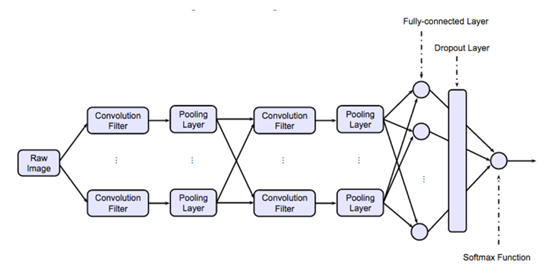 Fully-connected Layer
Dropout Layer
Convolution
Filter
Pooling
Layer
Convolution
Filter
Pooling
Layer
Raw
Image
Convolution
Filter
Pooling
Layer
Convolution
Filter
Pooling
Layer
Softmax Function